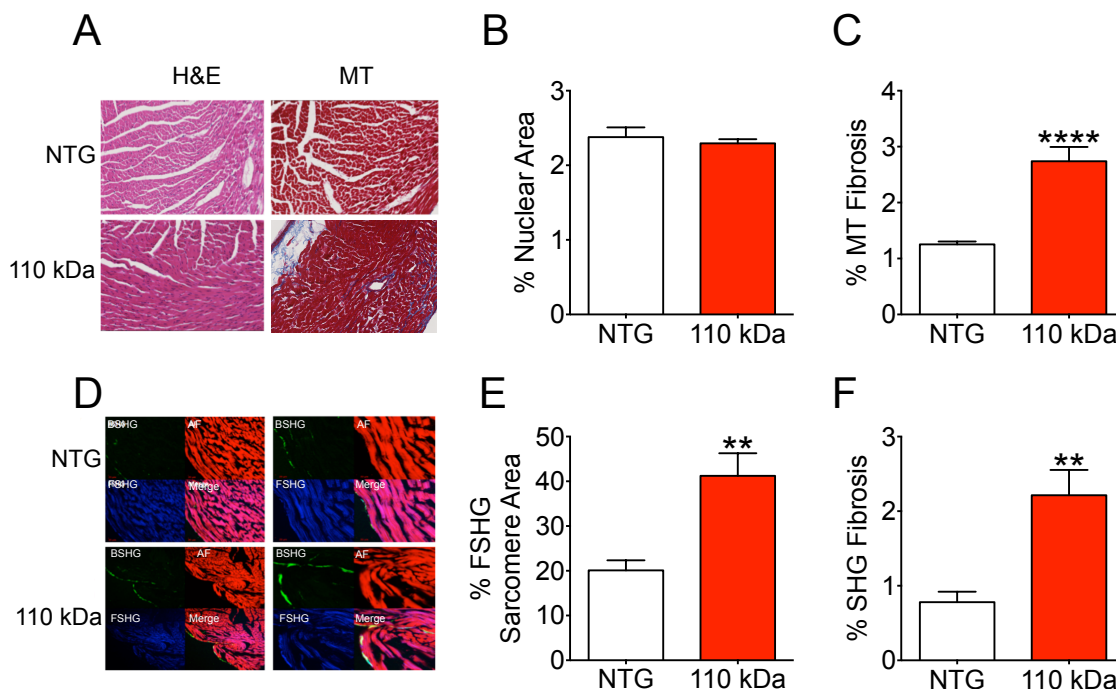 A
H&E MT
NTG
110 kDa
B
% Nuclear Area
3
2
1
0
NTG 110 kDa
C
% MT Fibrosis
4
3
2
1
0
****
NTG 110 kDa
D
NTG
BSHG AF
FSHG Merge
BSHG AF
FSHG Merge
110 kDa
BSHG AF
FSHG Merge
BSHG AF
FSHG Merge
E
% FSHG
Sarcomere Area
50
40
30
20
10
0
**
NTG 110 kDa
F
% SHG Fibrosis
3
2
1
0
**
NTG 110 kDa